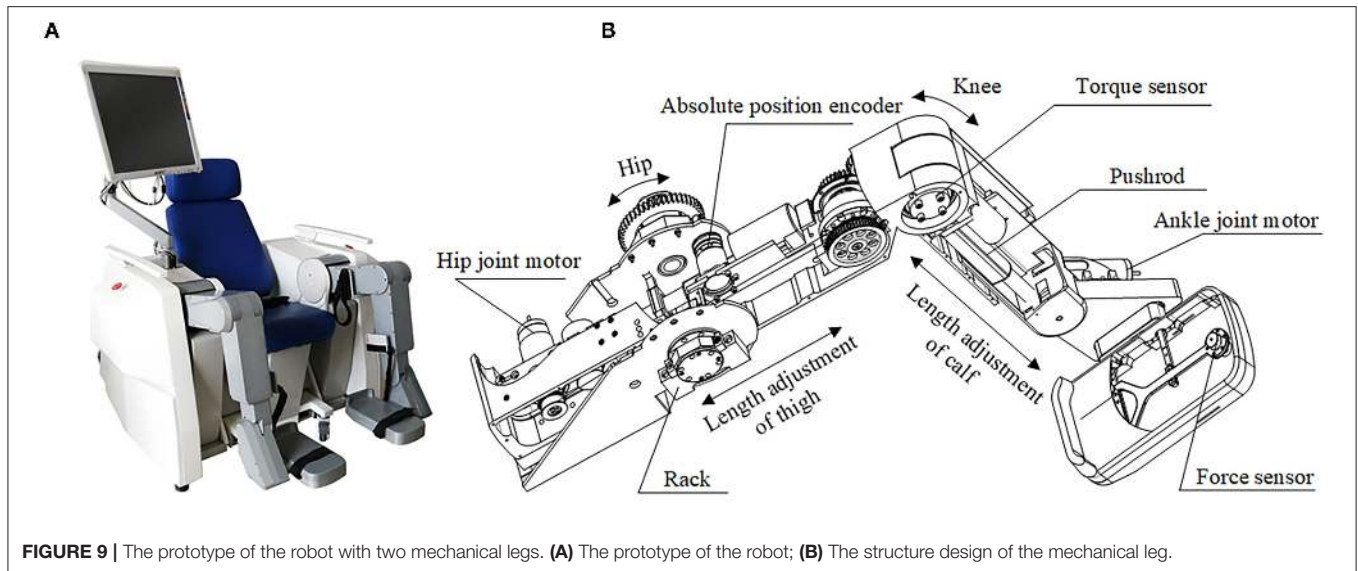 A
B
Knee
Torque sensor
Absolute position encoder
Hip
Pushrod
Ankle joint motor
Hip joint motor
Length adjustment
of calf
Length adjustment
of thigh
Rack
Force sensor
FIGURE 9 | The prototype of the robot with two mechanical legs. (A) The prototype of the robot; (B) The structure design of the mechanical leg.